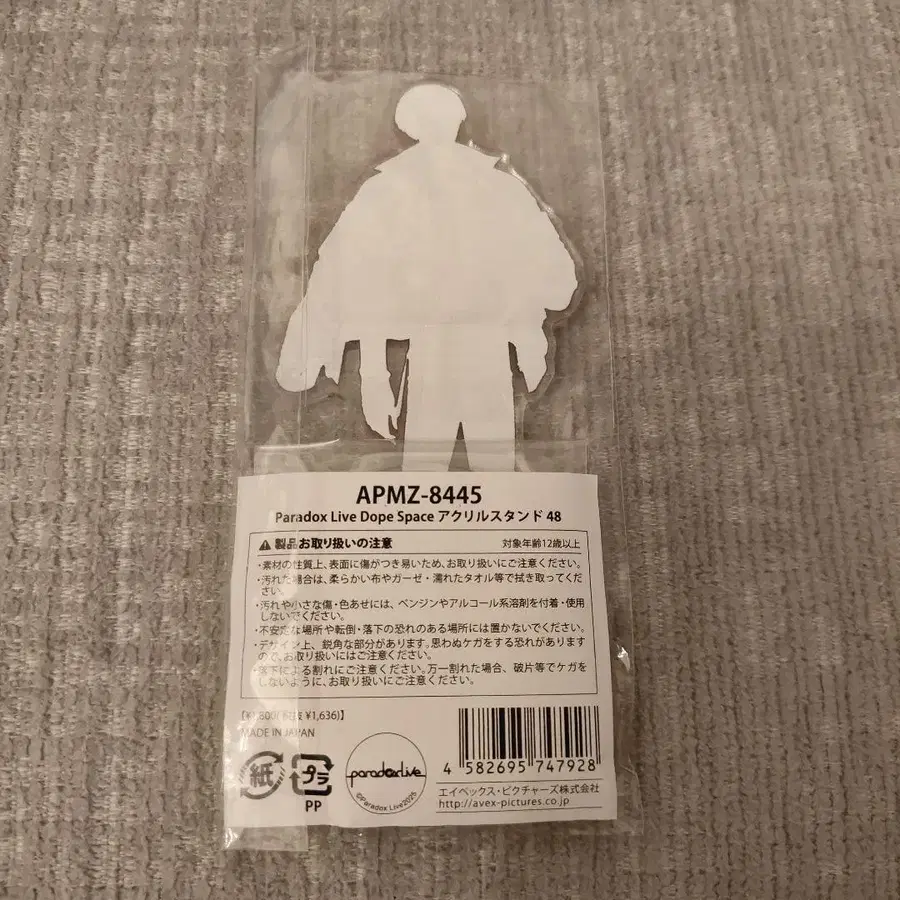 APMZ-8445
Paradox Live Dope Space アクリルスタンド 48
製品お取り扱いの注意 対象年齢12歳以上
・素材の性質上、表面に傷がつき易いため、お取り扱いにご注意ください。
・汚れた場合は、柔らかい布やガーゼ・濡れたタオル等で拭き取ってくだ
さい。
・汚れや小さな傷・色あせには、ベンジンやアルコール系溶剤を付着・使用
しないでください。
・不安定な場所や転倒・落下の恐れのある場所には置かないでください。
・デザイン上、鋭角な部分があります。思わぬケガをする恐れがあります
ので、お取り扱いにはご注意ください。
・落下による割れにご注意ください。万一割れた場合、破片等でケガを
しないように、お取り扱いにご注意ください。
【¥1,800(税抜 ¥1,636)】
MADE IN JAPAN
紙
プラ
PP
paradoxlive
©Paradox Live2025
4 582695 747928
エイベックス・ピクチャーズ株式会社
http://avex-pictures.co.jp